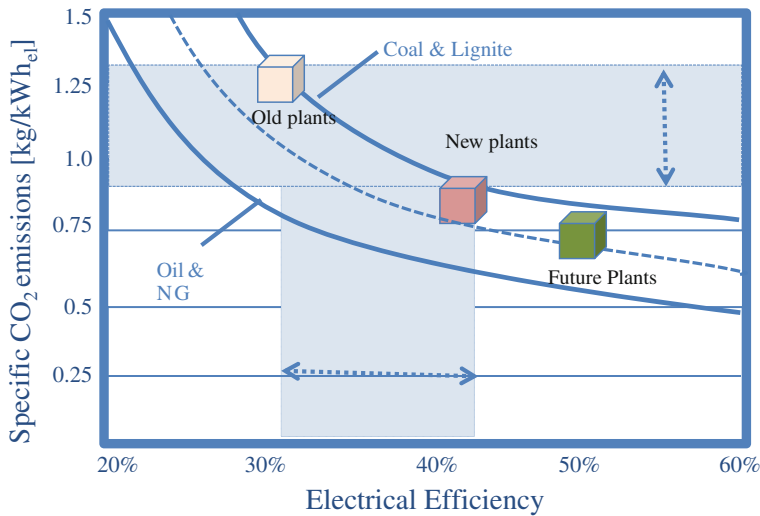 1.5
Coal & Lignite
1.25
Old plants
New plants
1.0
0.75
Oil &
NG
Future Plants
0.5
0.25
Specific CO₂ emissions [kg/kWhₑₗ]
20%
30%
40%
50%
60%
Electrical Efficiency